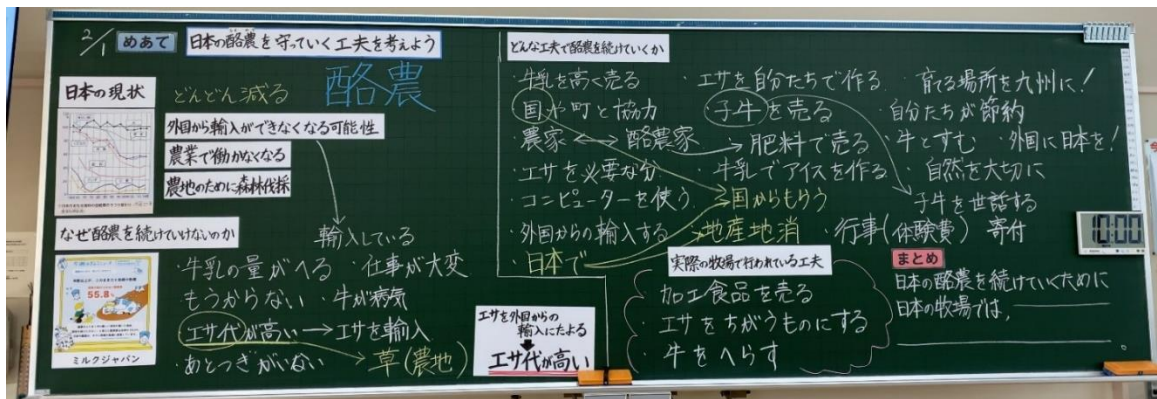 2/1 めあて 日本の酪農を守っていく工夫を考えよう
酪農
日本の現状
どんどん減る
外国から輸入ができなくなる可能性
農業で働かなくなる
農地のために森林伐採
なぜ酪農を続けていけないのか
輸入している
・牛乳の量がへる ・仕事が大変
・もうからない ・牛が病気
・エサ代が高い → エサを輸入
・あとつぎがいない
草(農地)
55.8%
ミルクジャパン
エサを外国からの
輸入にたよる
エサ代が高い
どんな工夫で酪農を続けていくか
・牛乳を高く売る ・エサを自分たちで作る ・育てる場所を九州に!
・国や町と協力 ・子牛を売る ・自分たちが節約
・農家 ↔ 酪農家 → 肥料で売る ・牛とすむ ・外国に日本を!
・エサを必要な分 ・牛乳でアイスを作る ・自然を大切に
・コンピューターを使う 国からもらう 子牛を世話する
・外国からの輸入する 地産地消 ・行事(体験費) 寄付
・日本で
実際の牧場で行われている工夫
・加工食品を売る
・エサをちがうものにする
・牛をへらす
まとめ
日本の酪農を続けていくために
日本の牧場では,
10:00